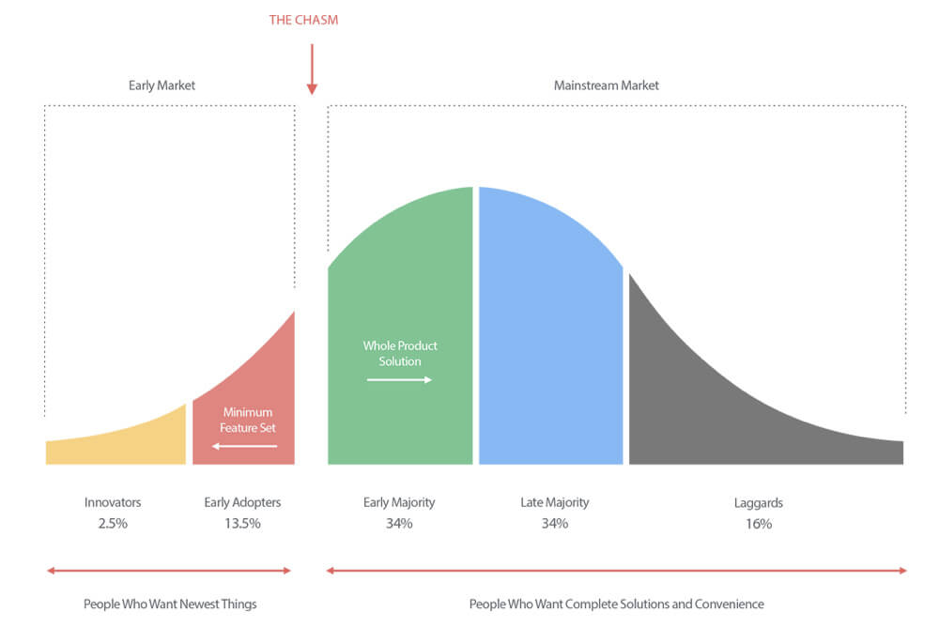 THE CHASM
Early Market
Mainstream Market
Whole Product
Solution
Minimum
Feature Set
Innovators
2.5%
Early Adopters
13.5%
Early Majority
34%
Late Majority
34%
Laggards
16%
People Who Want Newest Things
People Who Want Complete Solutions and Convenience